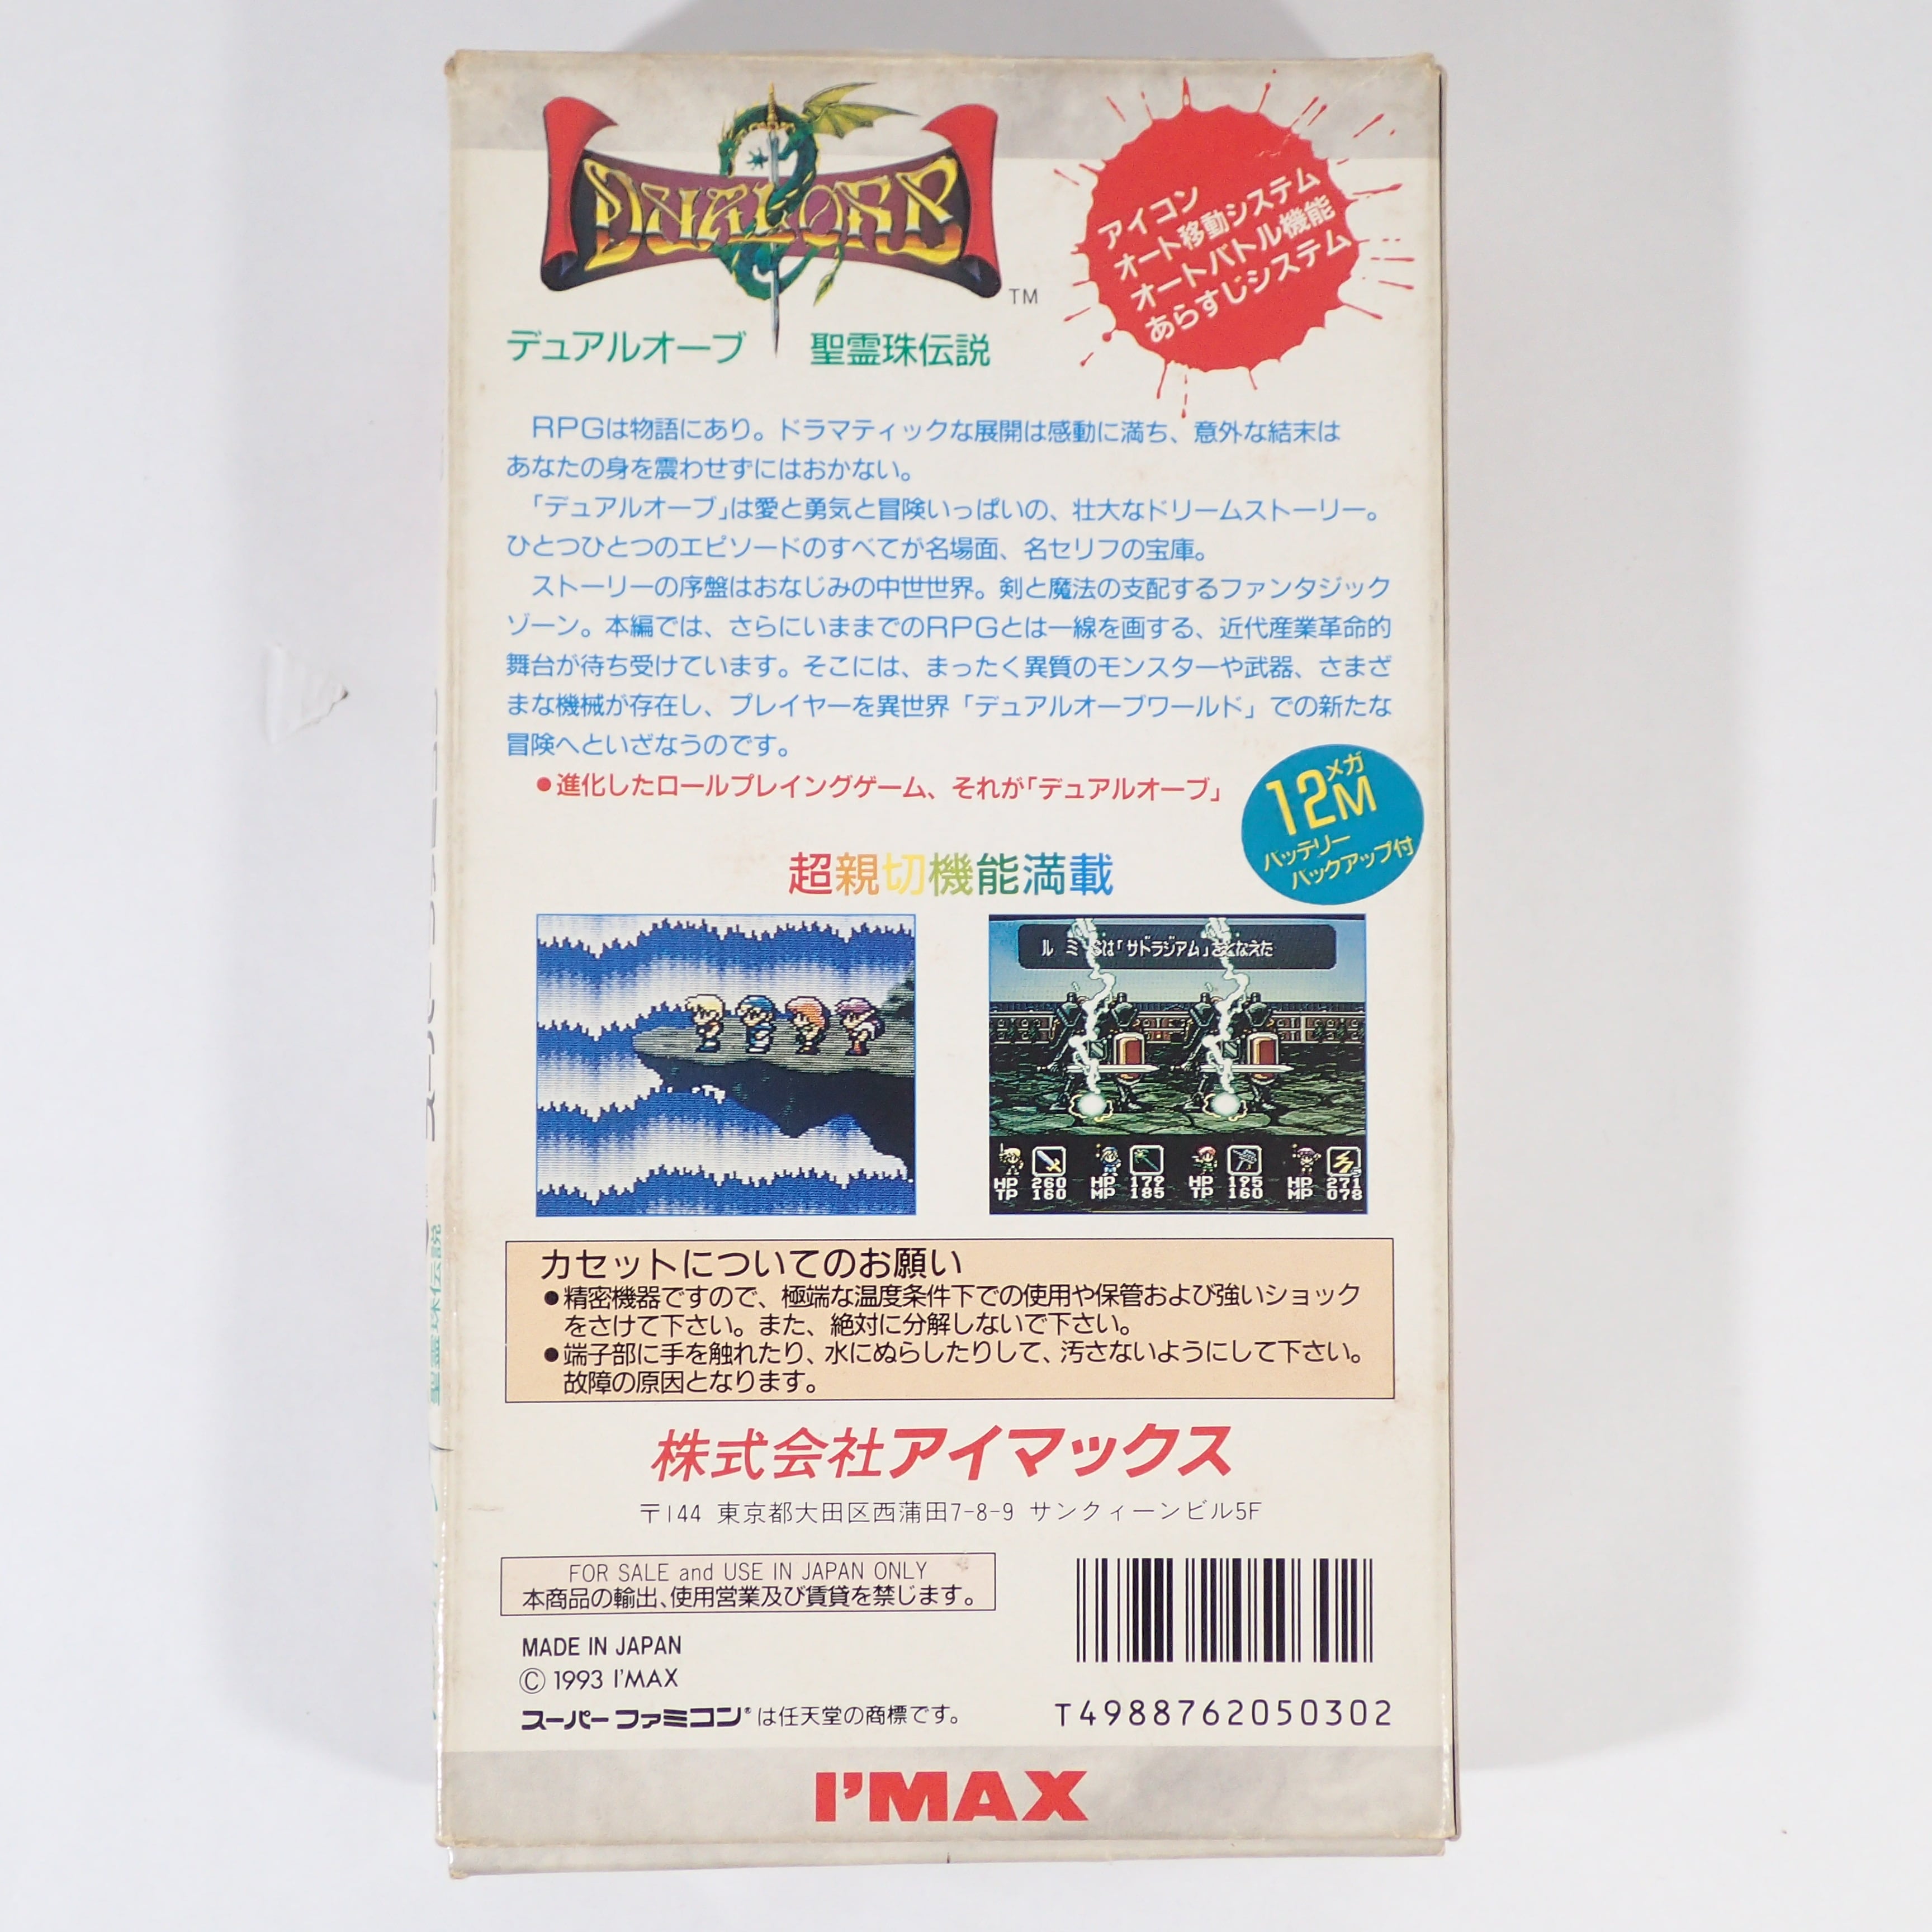 DUAL ORB
TM
デュアルオーブ 聖霊珠伝説
アイコン
オート移動システム
オートバトル機能
あらすじシステム
RPGは物語にあり。ドラマティックな展開は感動に満ち、意外な結末は
あなたの身を震わせずにはおかない。
「デュアルオーブ」は愛と勇気と冒険いっぱいの、壮大なドリームストーリー。
ひとつひとつのエピソードのすべてが名場面、名セリフの宝庫。
ストーリーの序盤はおなじみの中世世界。剣と魔法の支配するファンタジック
ゾーン。本編では、さらにいままでのRPGとは一線を画する、近代産業革命的
舞台が待ち受けています。そこには、まったく異質のモンスターや武器、さまざ
まな機械が存在し、プレイヤーを異世界「デュアルオーブワールド」での新たな
冒険へといざなうのです。
●進化したロールプレイングゲーム、それが「デュアルオーブ」
12メガM
バッテリー
バックアップ付
超親切機能満載
は「サドラジアム」をとなえた
HP 260 HP 179 HP 195 HP 271
TP 160 MP 185 TP 160 MP 078
カセットについてのお願い
●精密機器ですので、極端な温度条件下での使用や保管および強いショック
をさけて下さい。また、絶対に分解しないで下さい。
●端子部に手を触れたり、水にぬらしたりして、汚さないようにして下さい。
故障の原因となります。
株式会社アイマックス
〒144 東京都大田区西蒲田7-8-9 サンクィーンビル5F
FOR SALE and USE IN JAPAN ONLY
本商品の輸出、使用営業及び賃貸を禁じます。
MADE IN JAPAN
© 1993 I'MAX
スーパーファミコン®は任天堂の商標です。
T4988762050302
I'MAX
聖霊珠伝説